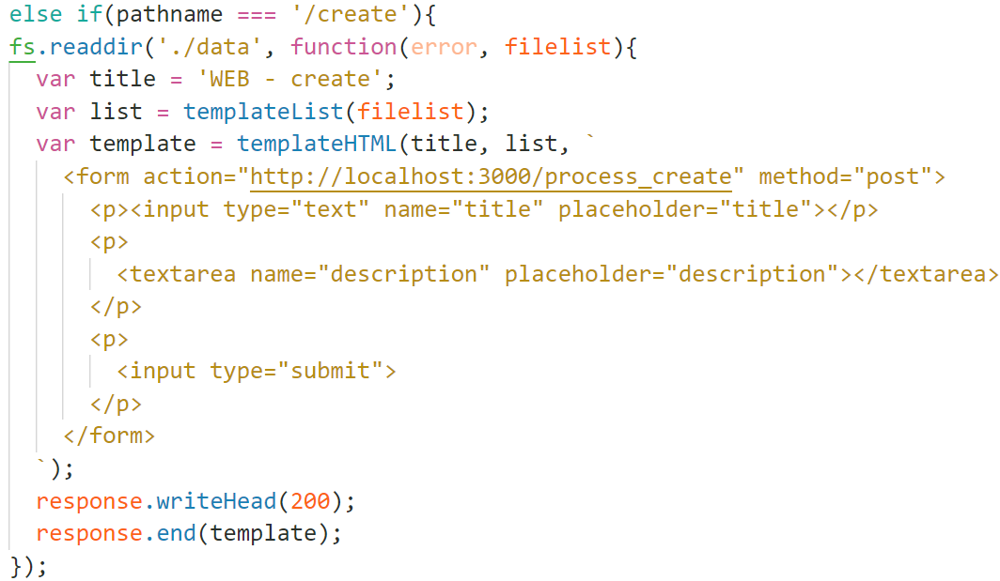 else if(pathname === '/create'){
fs.readdir('./data', function(error, filelist){
  var title = 'WEB - create';
  var list = templateList(filelist);
  var template = templateHTML(title, list, `
    <form action="http://localhost:3000/process_create" method="post">
      <p><input type="text" name="title" placeholder="title"></p>
      <p>
        <textarea name="description" placeholder="description"></textarea>
      </p>
      <p>
        <input type="submit">
      </p>
    </form>
  `);
  response.writeHead(200);
  response.end(template);
});